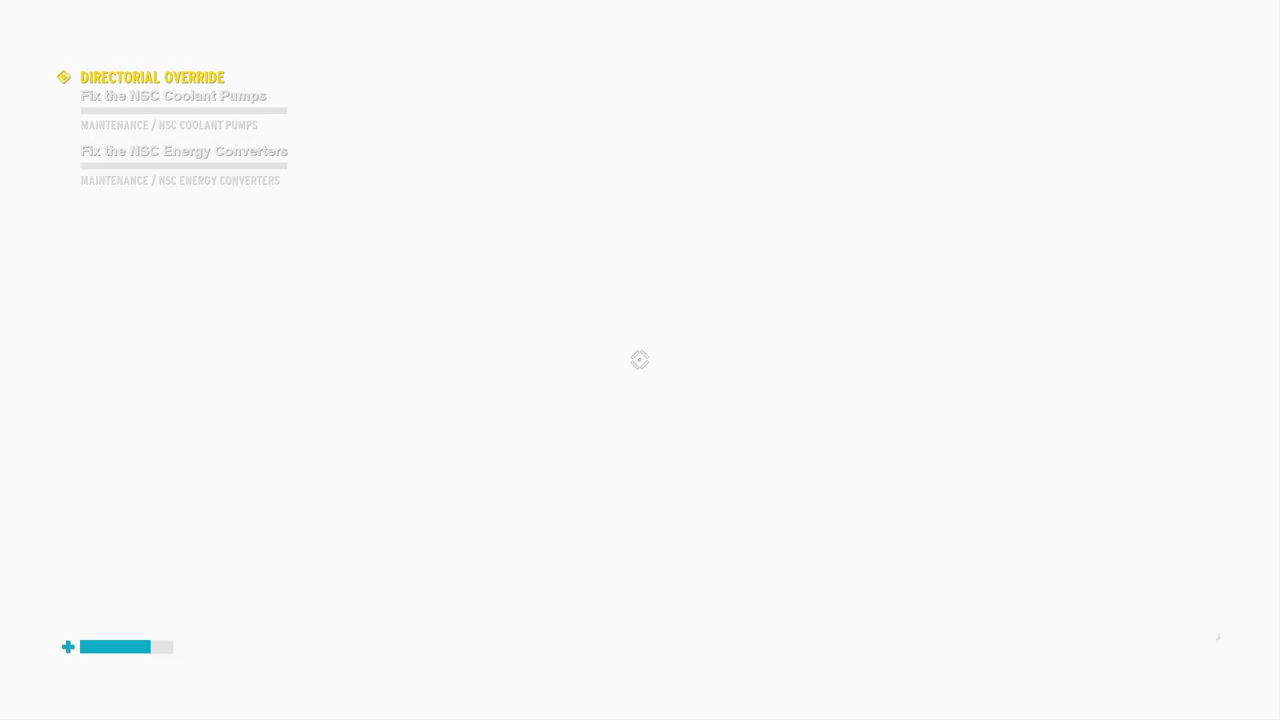 DIRECTORIAL OVERRIDE
Fix the NSC Coolant Pumps
MAINTENANCE / NSC COOLANT PUMPS
Fix the NSC Energy Converters
MAINTENANCE / NSC ENERGY CONVERTERS